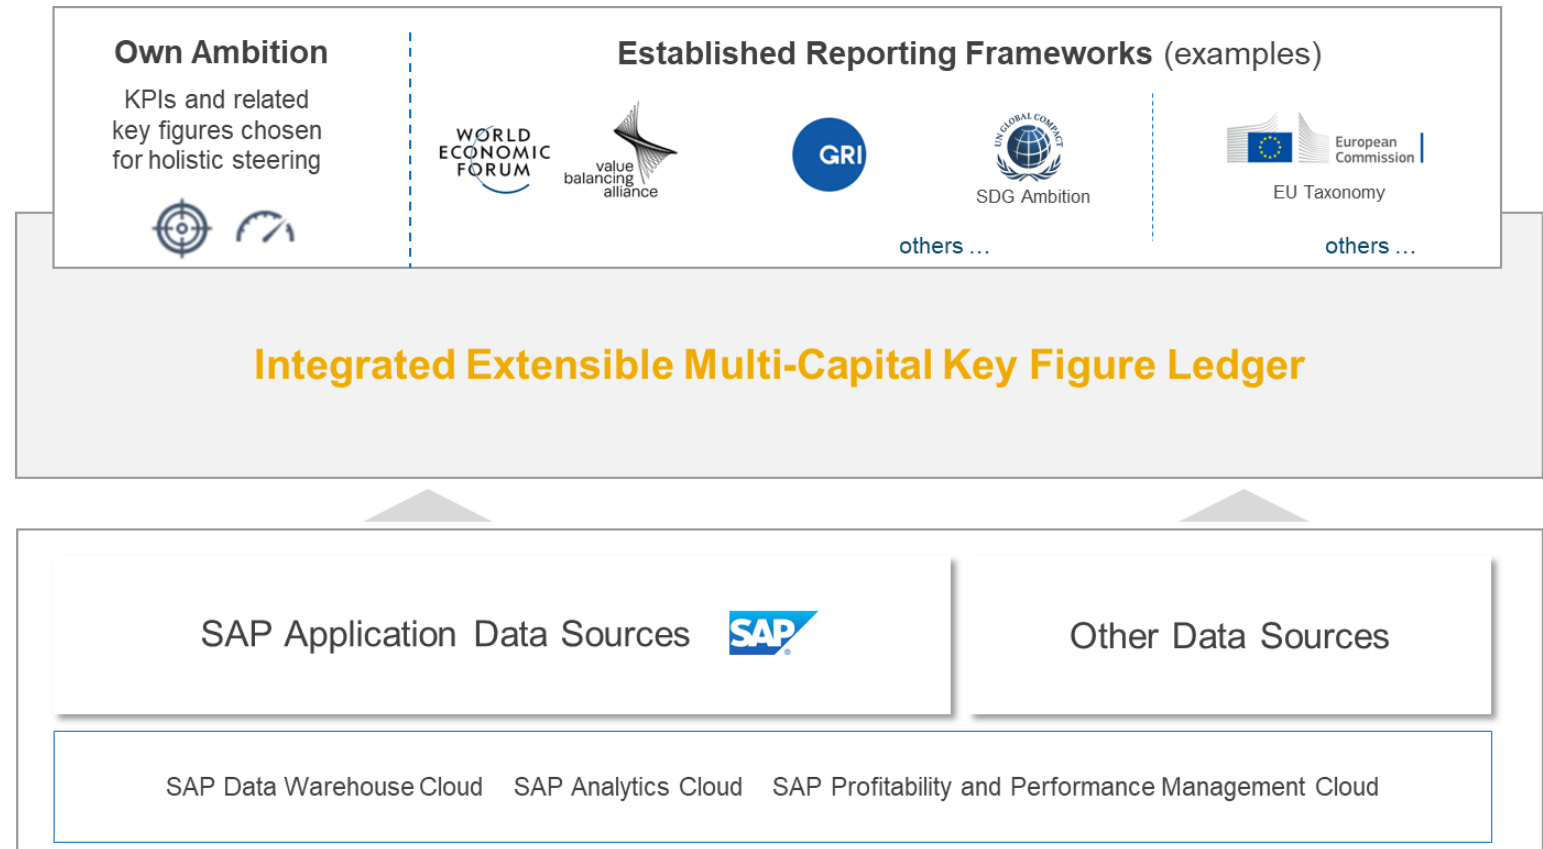 Own Ambition
KPIs and related
key figures chosen
for holistic steering
Established Reporting Frameworks (examples)
WORLD
ECONOMIC
FORUM
value
balancing
alliance
GRI
UN GLOBAL COMPACT
SDG Ambition
European
Commission
EU Taxonomy
others …
others …
Integrated Extensible Multi-Capital Key Figure Ledger
SAP Application Data Sources
SAP
®
Other Data Sources
SAP Data Warehouse Cloud SAP Analytics Cloud SAP Profitability and Performance Management Cloud